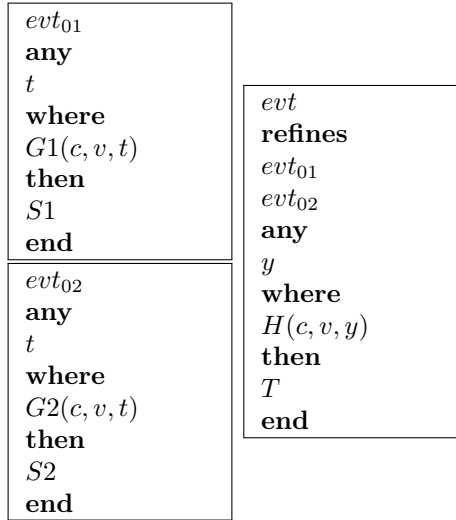 evt₀₁
any
t
where
G1(c, v, t)
then
S1
end
evt₀₂
any
t
where
G2(c, v, t)
then
S2
end
evt
refines
evt₀₁
evt₀₂
any
y
where
H(c, v, y)
then
T
end